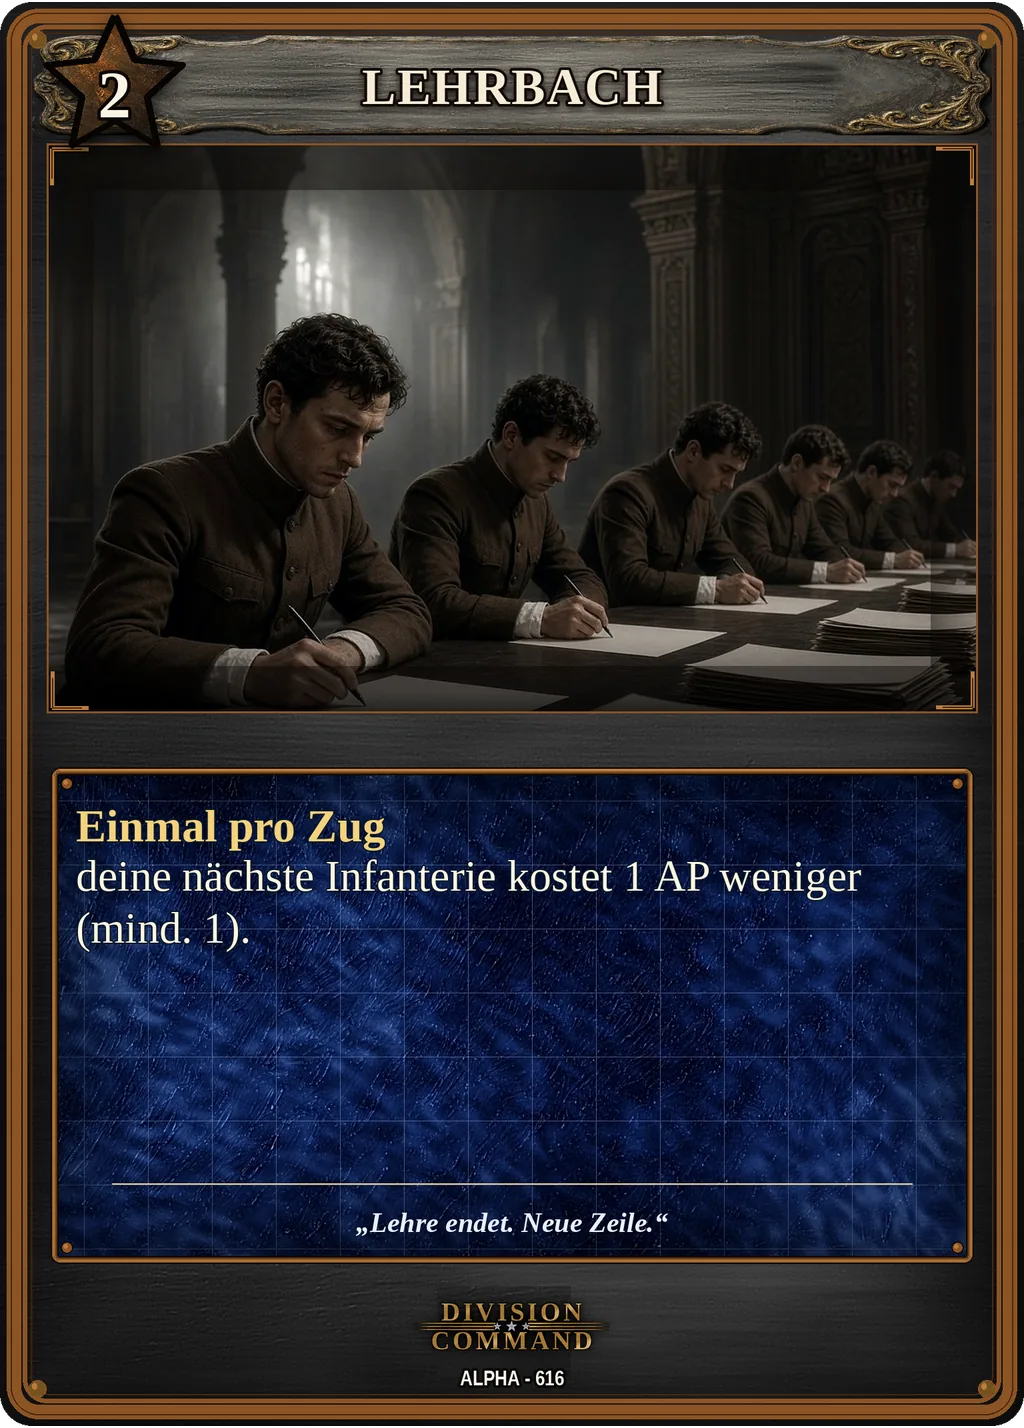 2
LEHRBACH
Einmal pro Zug
deine nächste Infanterie kostet 1 AP weniger
(mind. 1).
„Lehre endet. Neue Zeile.“
DIVISION
COMMAND
ALPHA - 616